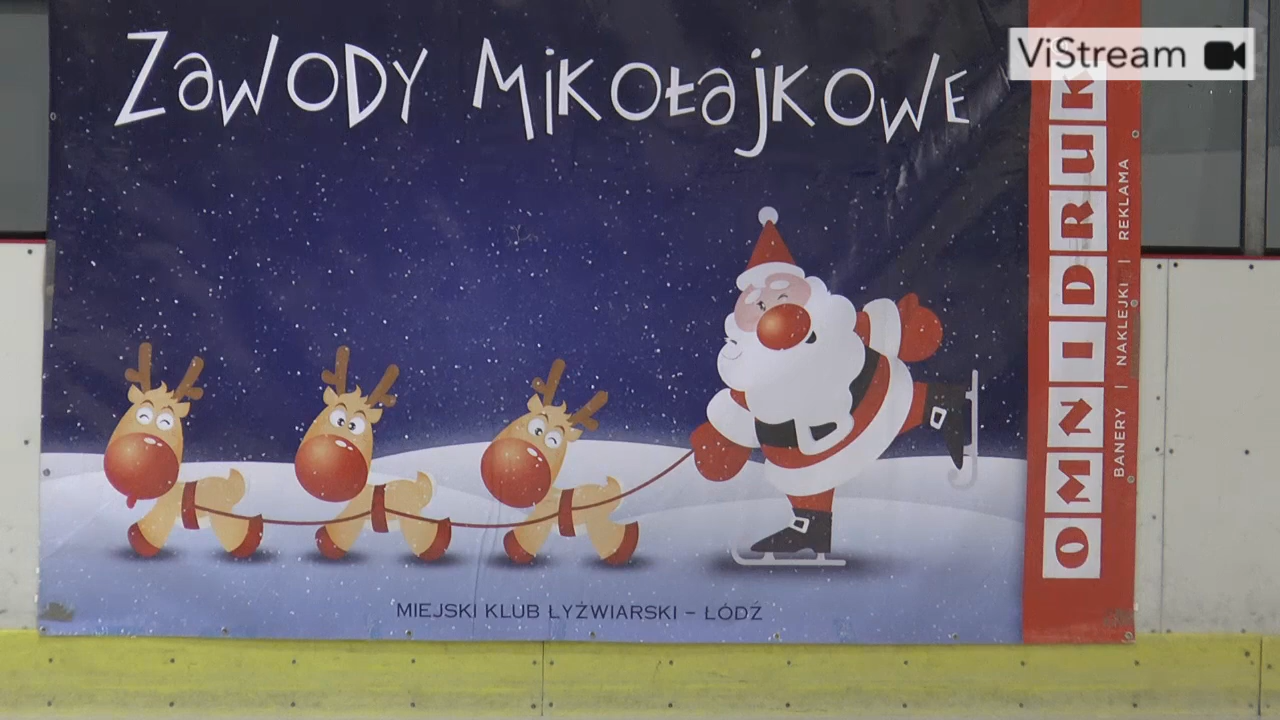 Zawody Mikołajkowe
ViStream
OMNIDRUK
BANERY | NAKLEJKI | REKLAMA
MIEJSKI KLUB ŁYŻWIARSKI – ŁÓDŹ